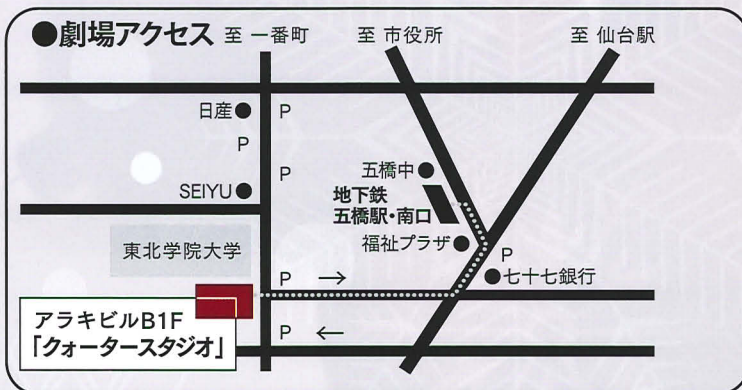 ●劇場アクセス
至 一番町
至 市役所
至 仙台駅
日産●
P
P
P
SEIYU●
五橋中●
地下鉄
五橋駅・南口
福祉プラザ●
P
●七十七銀行
東北学院大学
P →
アラキビルB1F
「クォータースタジオ」
P ←